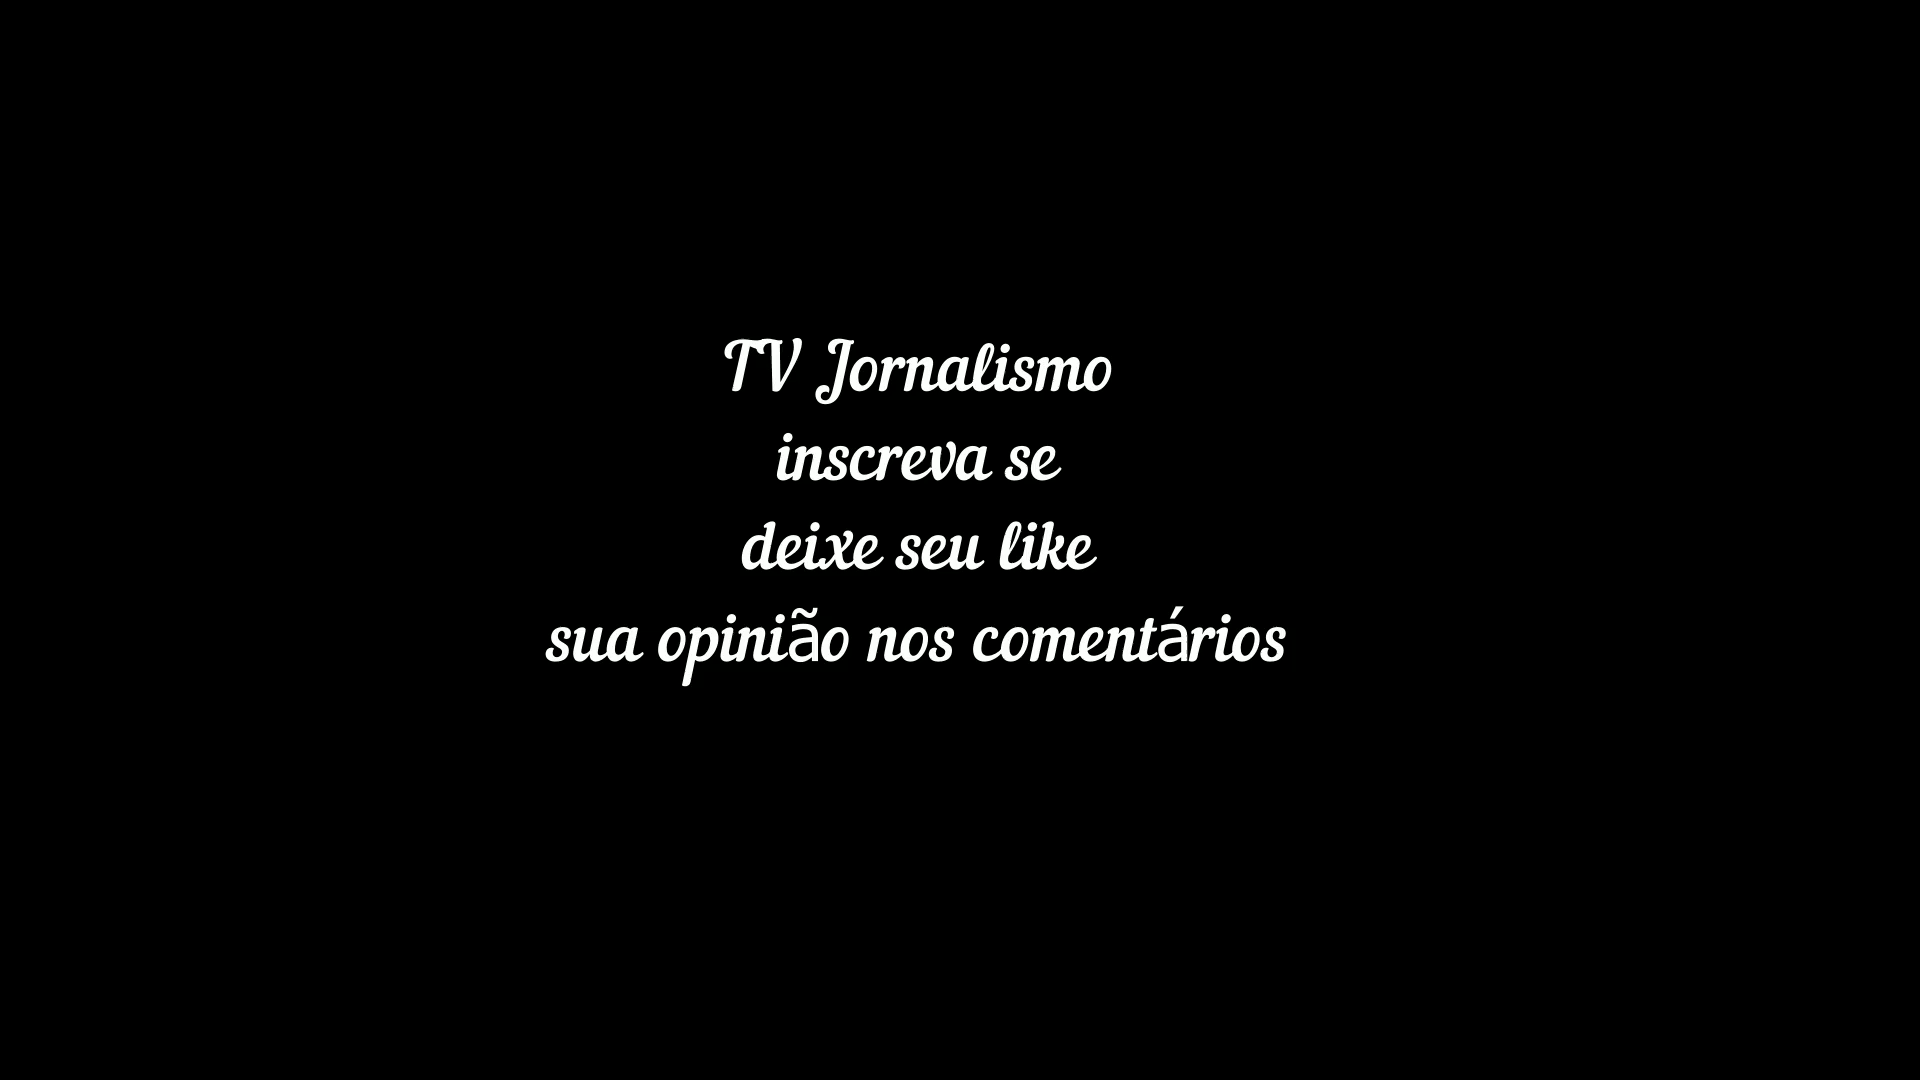 TV Jornalismo
inscreva se
deixe seu like
sua opinião nos comentários